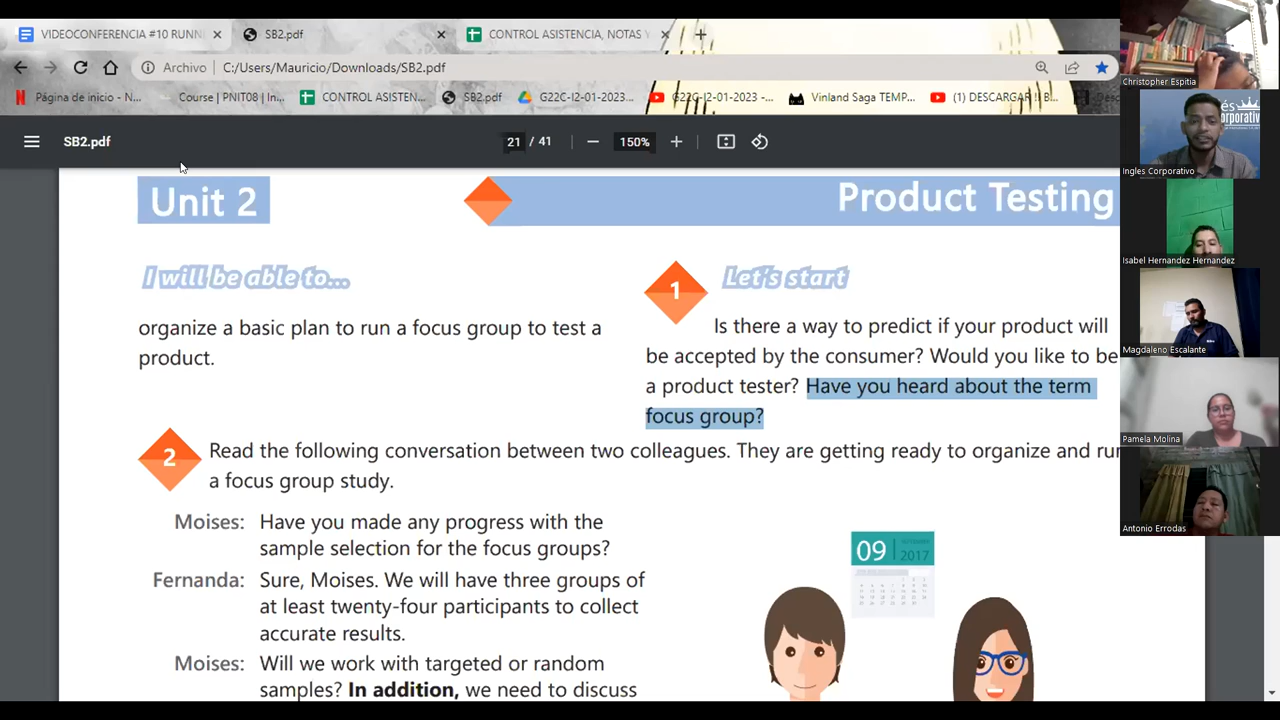 VIDEOCONFERENCIA #10 RUNN
SB2.pdf
CONTROL ASISTENCIA, NOTAS Y
Archivo
C:/Users/Mauricio/Downloads/SB2.pdf
Página de inicio - N...
Course | PNIT08 | In...
CONTROL ASISTEN...
SB2.pdf
G22C-I2-01-2023...
G22C-I2-01-2023 -...
Vinland Saga TEMP...
(1) DESCARGAR
SB2.pdf
21 / 41
150%
Unit 2
Product Testing
I will be able to...
organize a basic plan to run a focus group to test a
product.
1
Let's start
Is there a way to predict if your product will
be accepted by the consumer? Would you like to be
a product tester? Have you heard about the term
focus group?
2
Read the following conversation between two colleagues. They are getting ready to organize and run
a focus group study.
Moises: Have you made any progress with the
sample selection for the focus groups?
Fernanda: Sure, Moises. We will have three groups of
at least twenty-four participants to collect
accurate results.
Moises: Will we work with targeted or random
samples? In addition, we need to discuss
09
2017
Christopher Espitia
és
orporativo
Ingles Corporativo
Isabel Hernandez Hernandez
Magdaleno Escalante
Pamela Molina
Antonio Errodas